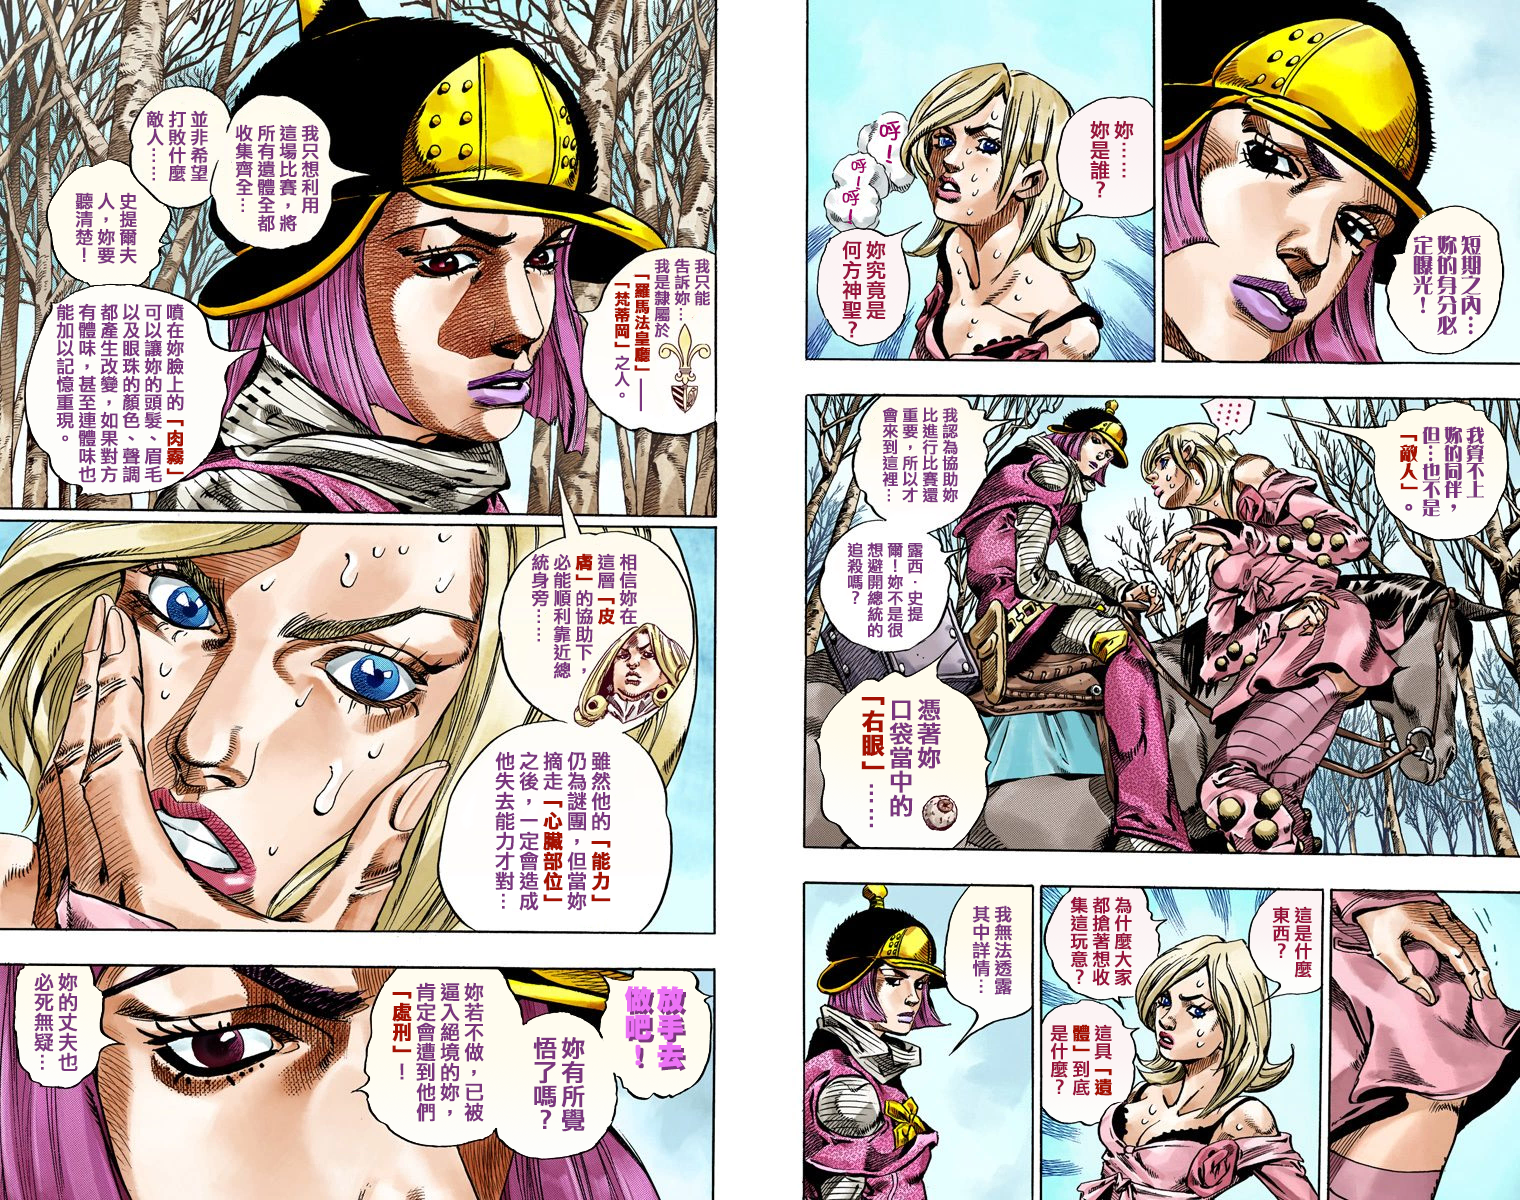 短期之內…
妳的身分必
定曝光！
妳……
妳是誰？
呼！
呼！
呼！
妳究竟是
何方神聖？
我算不上
妳的同伴，
但…也不是
「敵人」。
我認為協助妳
比進行比賽還
重要，所以才
會來到這裡…
露西．史提
爾！妳不是很
想避開總統的
追殺嗎？
憑著妳
口袋當中的
「右眼」……
這是什麼
東西？
為什麼大家
都搶著想收
集這玩意？
這具「遺
體」到底
是什麼？
我無法透露
其中詳情…
我只能
告訴妳…
我是隸屬於
「羅馬法皇廳」——
「梵蒂岡」之人。
我只想利用
這場比賽，將
所有遺體全都
收集齊全…
並非希望
打敗什麼
敵人……
史提爾夫
人，妳要
聽清楚！
噴在妳臉上的「肉霧」
可以讓妳的頭髮、眉毛
以及眼珠的顏色、聲調
都產生改變，如果對方
有體味，甚至連體味也
能加以記憶重現。
相信妳在
這層「皮
膚」的協助下，
必能順利靠近總
統身旁……
雖然他的「能力」
仍為謎團，但當妳
摘走「心臟部位」
之後，一定會造成
他失去能力才對…
放手去
做吧！
妳有所覺
悟了嗎？
妳若不做，已被
逼入絕境的妳，
肯定會遭到他們
「處刑」！
妳的丈夫也
必死無疑…